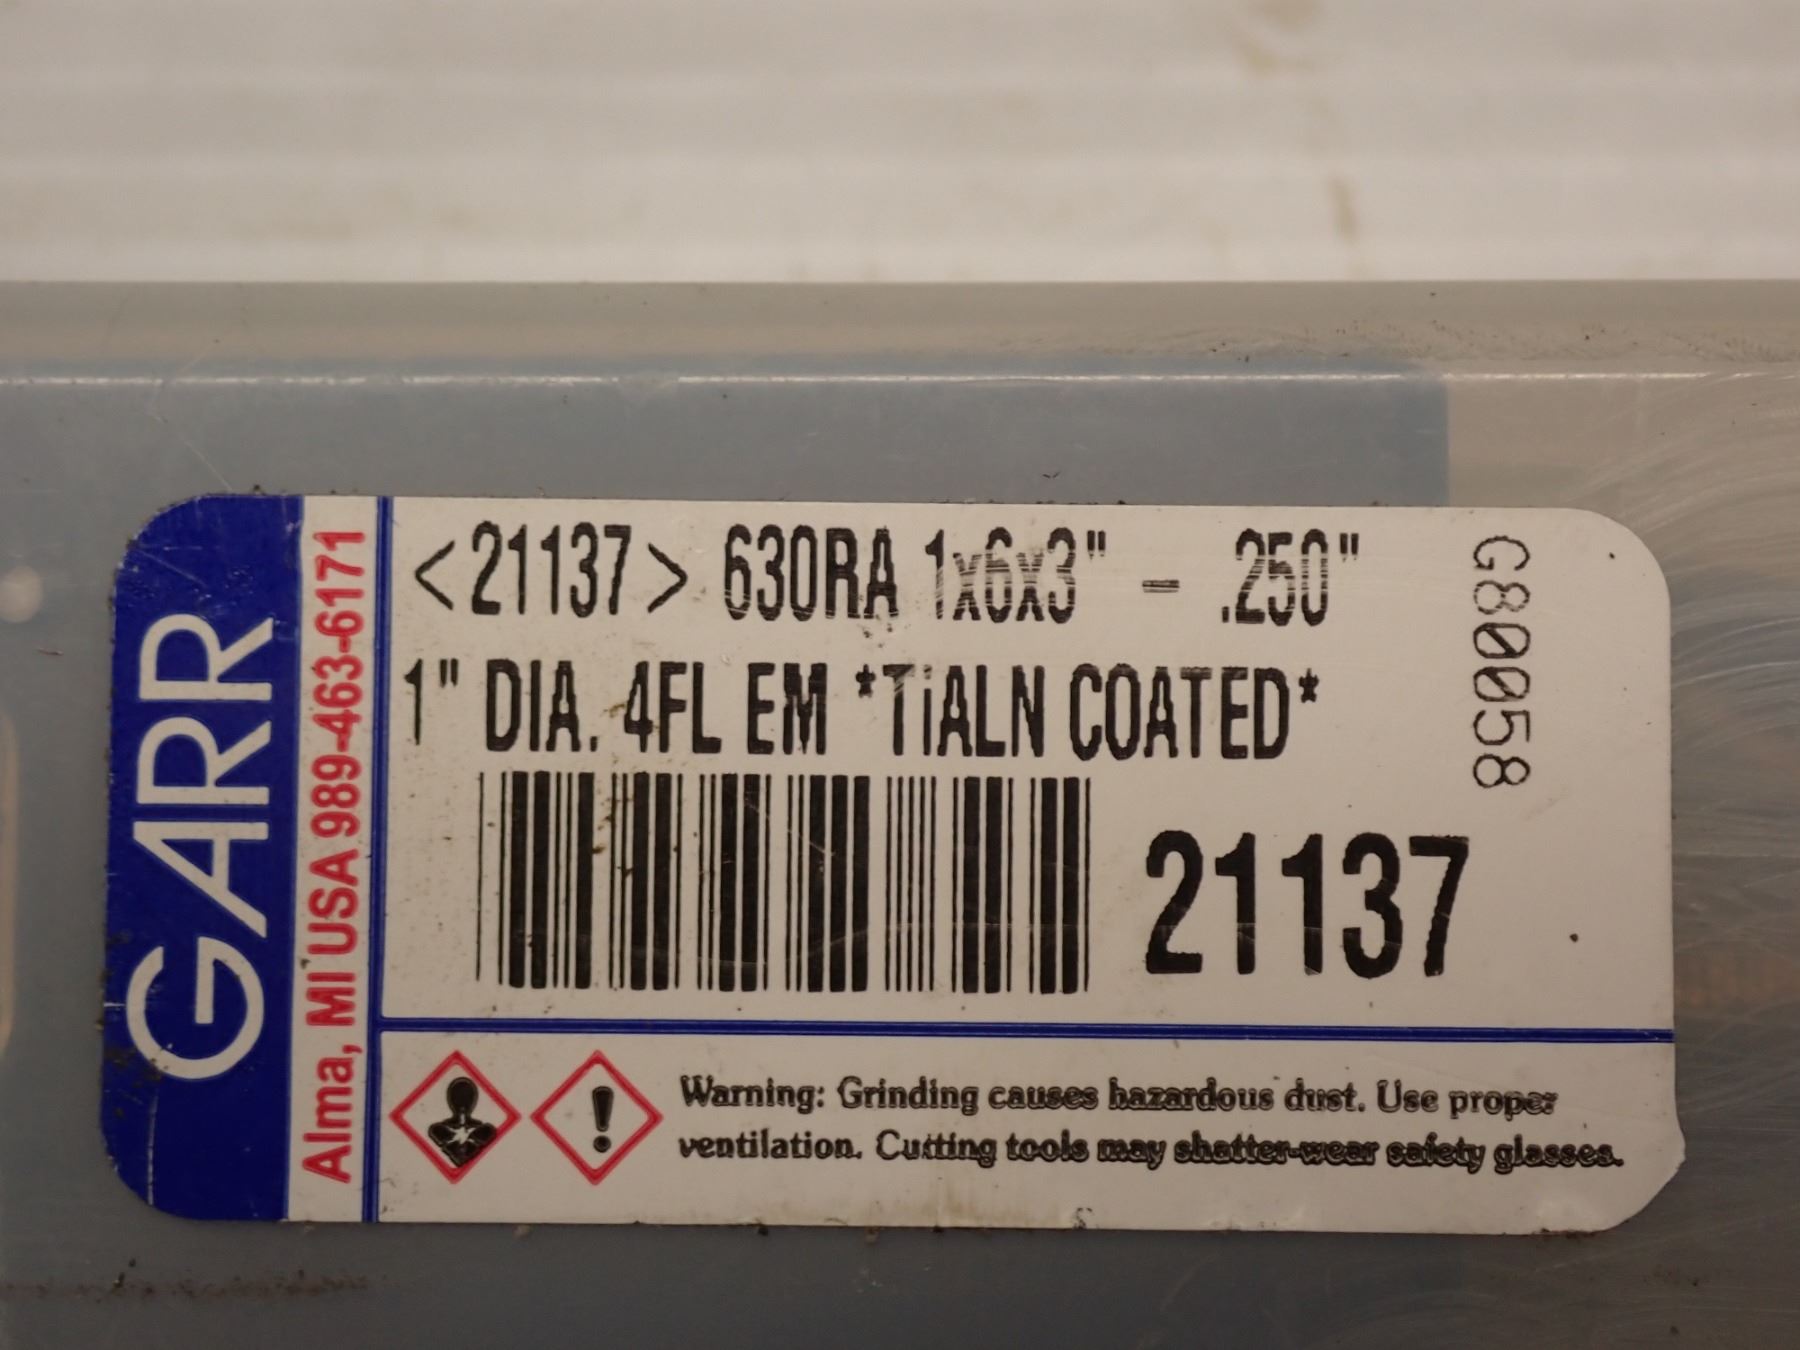 GARR
Alma, MI USA 989-463-6171
<21137> 630RA 1x6x3" - .250"
1" DIA. 4FL EM *TiALN COATED*
G80058
21137
Warning: Grinding causes hazardous dust. Use proper
ventilation. Cutting tools may shatter-wear safety glasses.